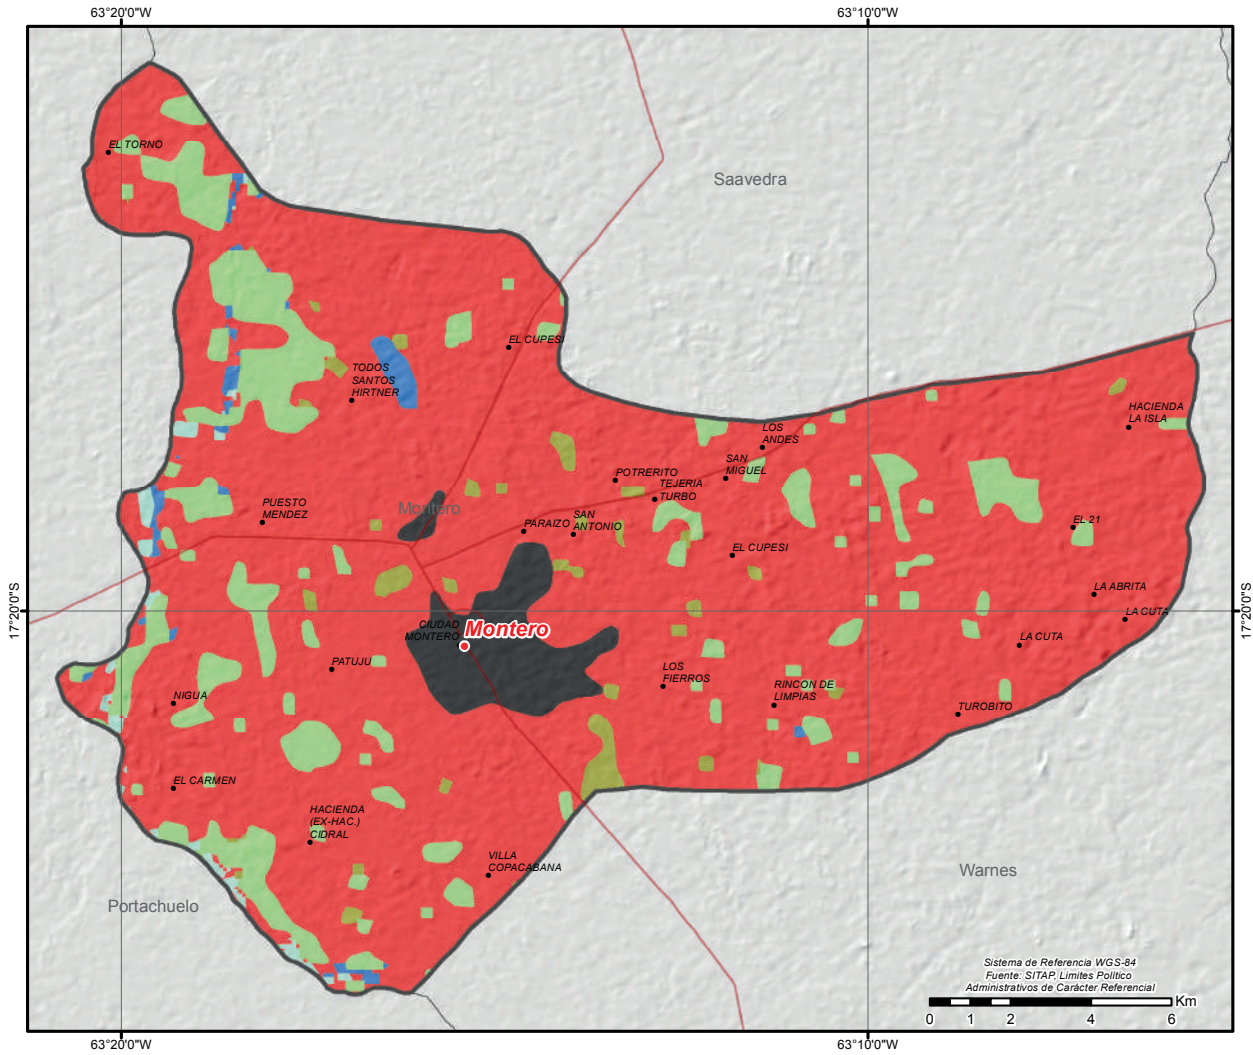 63°20'0"W
63°10'0"W
EL TORNO
Saavedra
EL CUPESI
TODOS
SANTOS
HIRTNER
HACIENDA
LA ISLA
LOS
ANDES
SAN
MIGUEL
POTRERITO
TEJERIA
TURBO
PUESTO
MENDEZ
Montero
PARAIZO
SAN
ANTONIO
EL 21
EL CUPESI
LA ABRITA
17°20'0"S
17°20'0"S
LA CUTA
CIUDAD
MONTERO
Montero
LA CUTA
PATUJU
LOS
FIERROS
RINCON DE
LIMPIAS
NIGUA
TUROBITO
EL CARMEN
HACIENDA
(EX-HAC.)
CIDRAL
VILLA
COPACABANA
Warnes
Portachuelo
Sistema de Referencia WGS-84
Fuente: SITAP, Limites Político
Administrativos de Carácter Referencial
Km
0 1 2 4 6
63°20'0"W
63°10'0"W